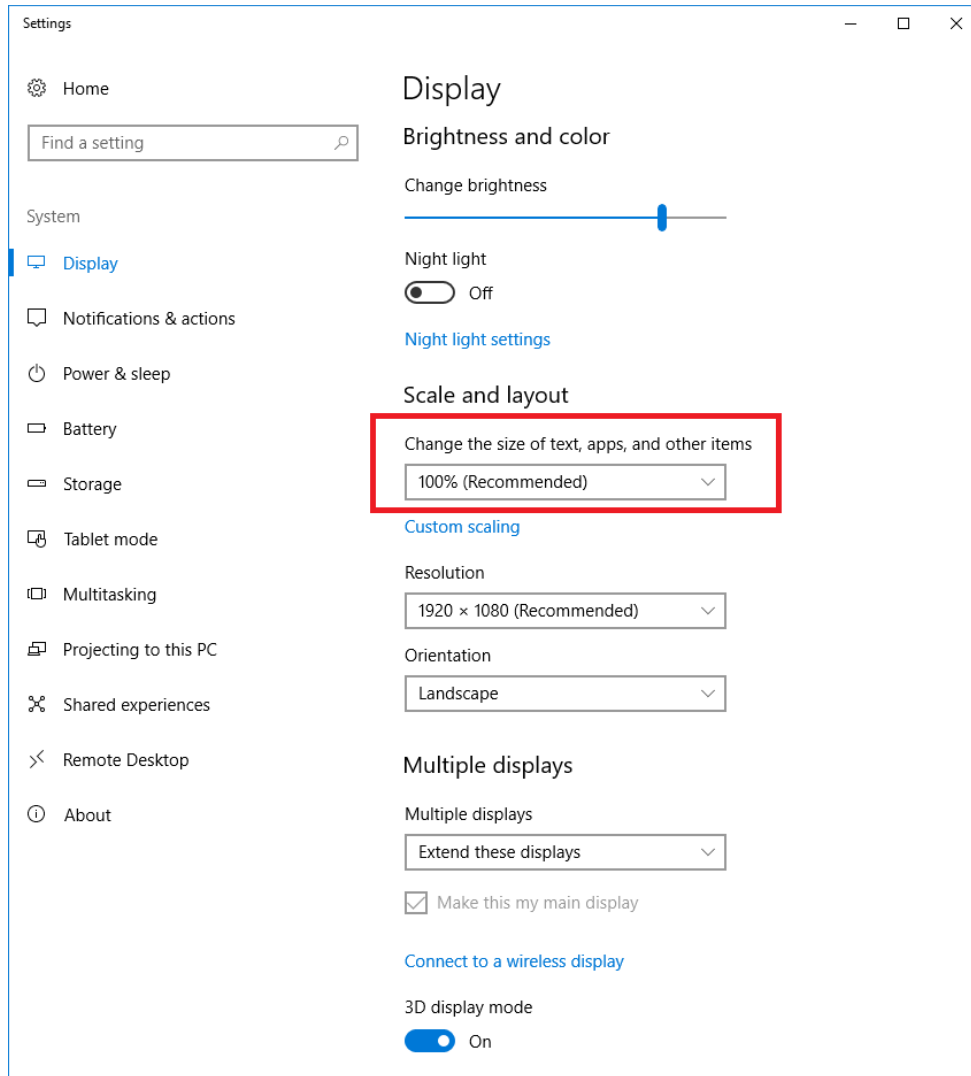 Settings
Home
Find a setting
System
Display
Notifications & actions
Power & sleep
Battery
Storage
Tablet mode
Multitasking
Projecting to this PC
Shared experiences
Remote Desktop
About
Display
Brightness and color
Change brightness
Night light
Off
Night light settings
Scale and layout
Change the size of text, apps, and other items
100% (Recommended)
Custom scaling
Resolution
1920 × 1080 (Recommended)
Orientation
Landscape
Multiple displays
Multiple displays
Extend these displays
Make this my main display
Connect to a wireless display
3D display mode
On